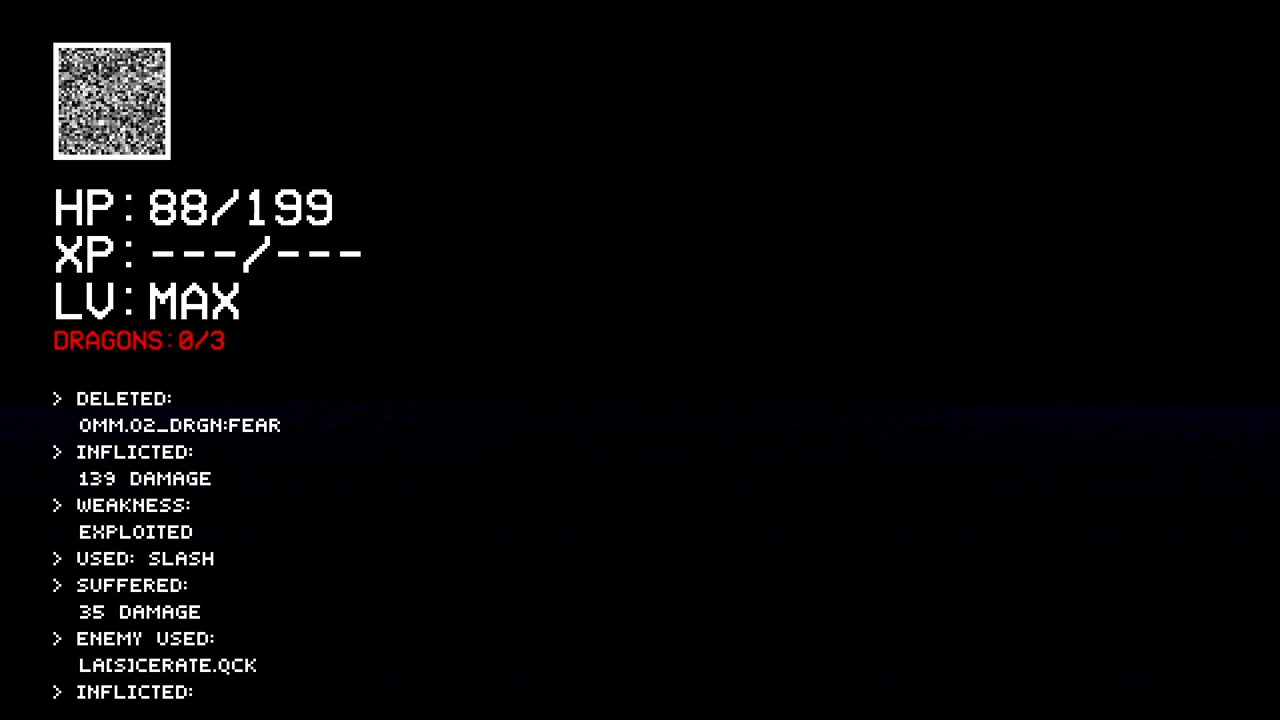 HP:88/199
XP:---/---
LV:MAX
DRAGONS:0/3
> DELETED:
OMM.02_DRGN:FEAR
> INFLICTED:
139 DAMAGE
> WEAKNESS:
EXPLOITED
> USED: SLASH
> SUFFERED:
35 DAMAGE
> ENEMY USED:
LA[S]CERATE.QCK
> INFLICTED: